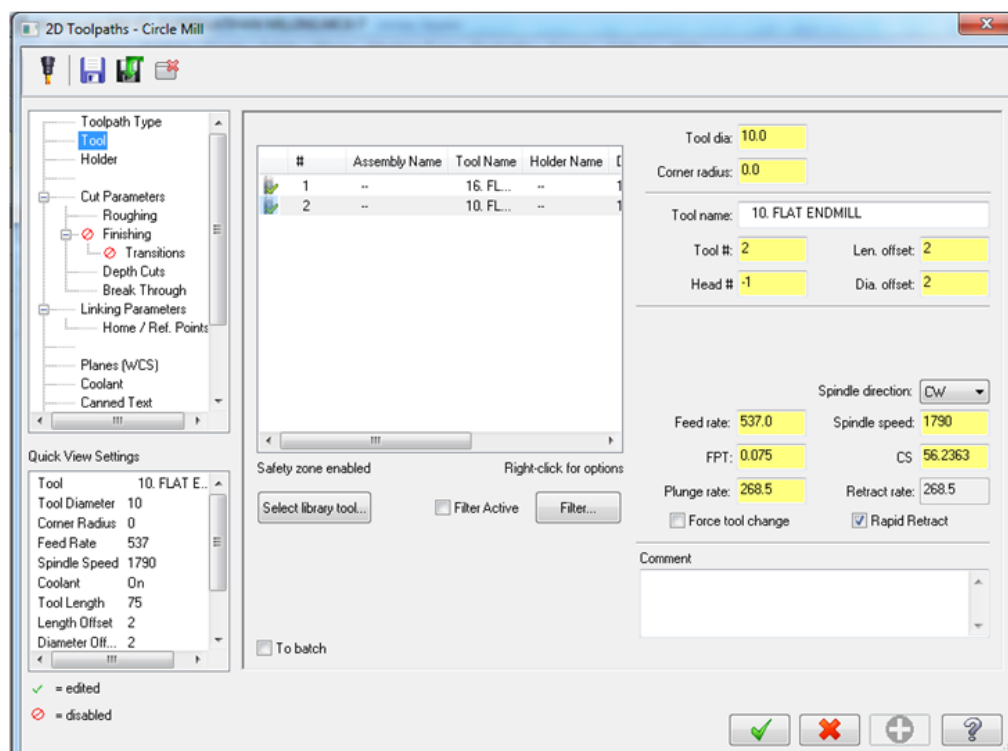 2D Toolpaths - Circle Mill
Toolpath Type
Tool
Holder
Cut Parameters
Roughing
Finishing
Transitions
Depth Cuts
Break Through
Linking Parameters
Home / Ref. Points
Planes (WCS)
Coolant
Canned Text
Quick View Settings
Tool 10. FLAT E...
Tool Diameter 10
Corner Radius 0
Feed Rate 537
Spindle Speed 1790
Coolant On
Tool Length 75
Length Offset 2
Diameter Off... 2
✓ = edited
= disabled
# Assembly Name Tool Name Holder Name
1 -- 16. FL... -- 1
2 -- 10. FL... -- 1
Safety zone enabled Right-click for options
Select library tool... Filter Active Filter...
To batch
Tool dia: 10.0
Corner radius: 0.0
Tool name: 10. FLAT ENDMILL
Tool #: 2 Len. offset: 2
Head # -1 Dia. offset: 2
Spindle direction: CW
Feed rate: 537.0 Spindle speed: 1790
FPT: 0.075 CS 56.2363
Plunge rate: 268.5 Retract rate: 268.5
Force tool change Rapid Retract
Comment